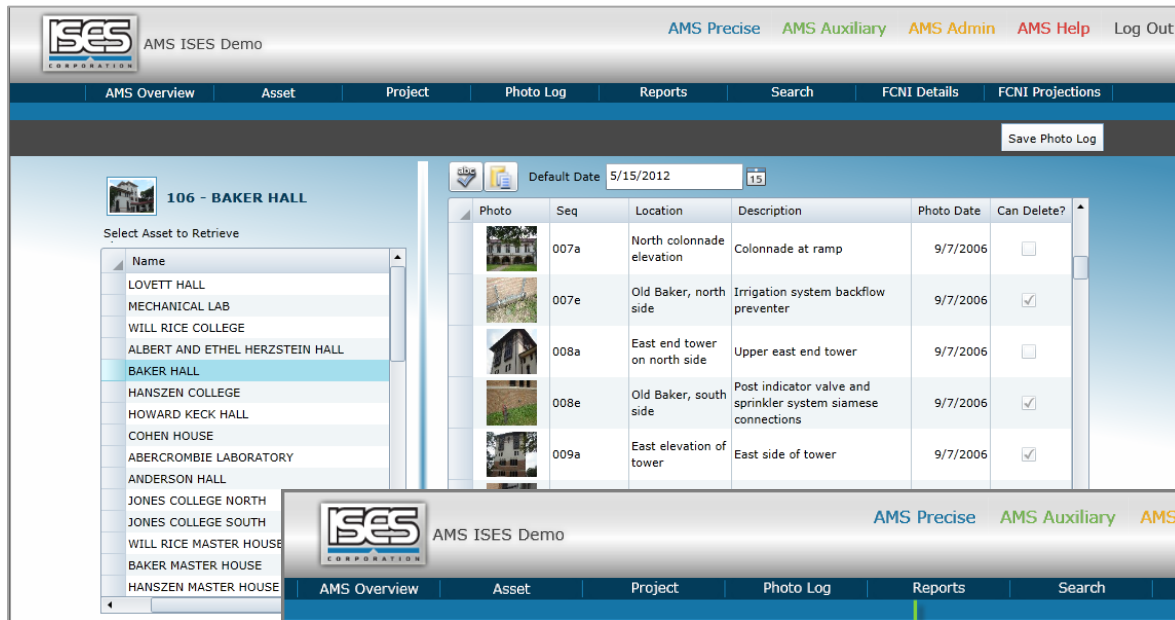 ISES
CORPORATION
AMS ISES Demo
AMS Precise AMS Auxiliary AMS Admin AMS Help Log Out
AMS Overview Asset Project Photo Log Reports Search FCNI Details FCNI Projections
Save Photo Log
106 - BAKER HALL
Select Asset to Retrieve
Name
LOVETT HALL
MECHANICAL LAB
WILL RICE COLLEGE
ALBERT AND ETHEL HERZSTEIN HALL
BAKER HALL
HANSZEN COLLEGE
HOWARD KECK HALL
COHEN HOUSE
ABERCROMBIE LABORATORY
ANDERSON HALL
JONES COLLEGE NORTH
JONES COLLEGE SOUTH
WILL RICE MASTER HOUSE
BAKER MASTER HOUSE
HANSZEN MASTER HOUSE
abc
Default Date 5/15/2012 15
Photo Seq Location Description Photo Date Can Delete?
007a North colonnade elevation Colonnade at ramp 9/7/2006
007e Old Baker, north side Irrigation system backflow preventer 9/7/2006
008a East end tower on north side Upper east end tower 9/7/2006
008e Old Baker, south side Post indicator valve and sprinkler system siamese connections 9/7/2006
009a East elevation of tower East side of tower 9/7/2006
ISES
CORPORATION
AMS ISES Demo
AMS Precise AMS Auxiliary AMS
AMS Overview Asset Project Photo Log Reports Search